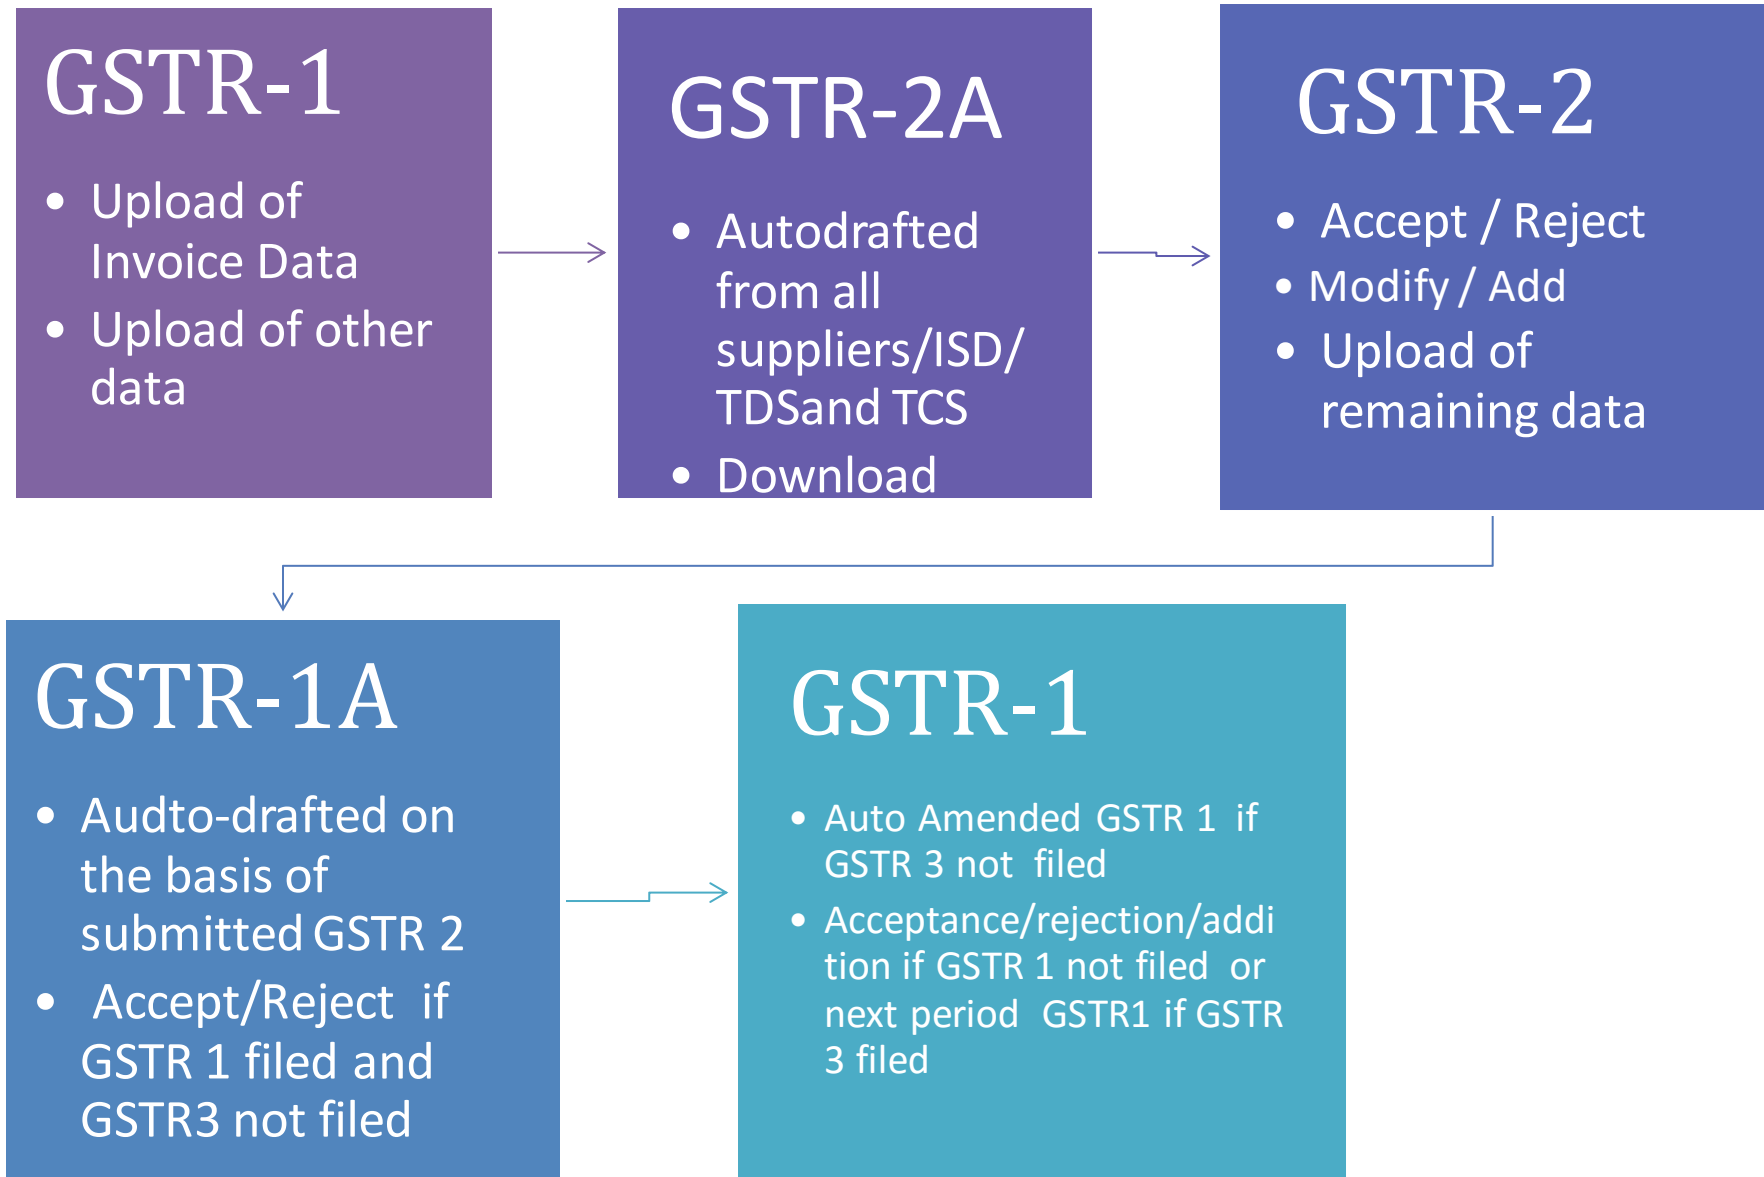 GSTR-1
• Upload of
Invoice Data
• Upload of other
data
GSTR-2A
• Autodrafted
from all
suppliers/ISD/
TDSand TCS
• Download
GSTR-2
• Accept / Reject
• Modify / Add
• Upload of
remaining data
GSTR-1A
• Audto-drafted on
the basis of
submitted GSTR 2
• Accept/Reject if
GSTR 1 filed and
GSTR3 not filed
GSTR-1
• Auto Amended GSTR 1 if
GSTR 3 not filed
• Acceptance/rejection/addi
tion if GSTR 1 not filed or
next period GSTR1 if GSTR
3 filed